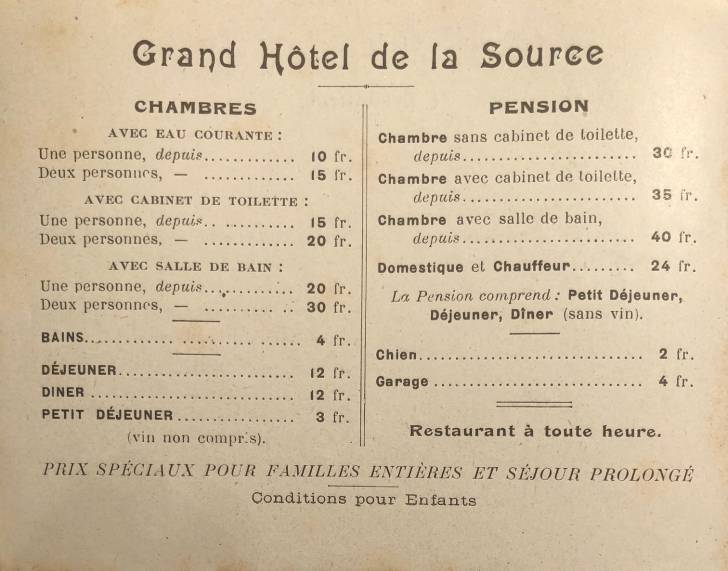 Grand Hôtel de la Source
CHAMBRES
AVEC EAU COURANTE :
Une personne, depuis............. 10 fr.
Deux personnes, — ............. 15 fr.
AVEC CABINET DE TOILETTE :
Une personne, depuis.. .......... 15 fr.
Deux personnes, — ............. 20 fr.
AVEC SALLE DE BAIN :
Une personne, depuis............. 20 fr.
Deux personnes, — .......... .. 30 fr.
BAINS............ .......... ...... 4 fr.
DÉJEUNER......................... 12 fr.
DINER ............................. 12 fr.
PETIT DÉJEUNER................. 3 fr.
(vin non compris).
PENSION
Chambre sans cabinet de toilette,
depuis......................... 30 fr.
Chambre avec cabinet de toilette,
depuis......................... 35 fr.
Chambre avec salle de bain,
depuis......................... 40 fr.
Domestique et Chauffeur......... 24 fr.
La Pension comprend : Petit Déjeuner,
Déjeuner, Dîner (sans vin).
Chien................................ 2 fr.
Garage .............................. 4 fr.
Restaurant à toute heure.
PRIX SPÉCIAUX POUR FAMILLES ENTIÈRES ET SÉJOUR PROLONGÉ
Conditions pour Enfants